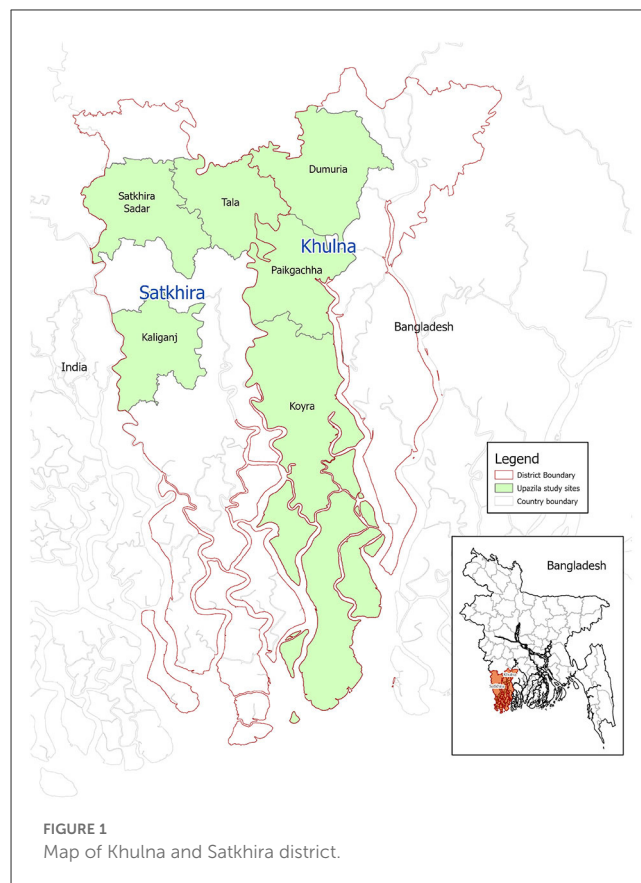 Dumuria
Satkhira
Sadar
Tala
Khulna
Paikgachha
Satkhira
Bangladesh
Kaliganj
India
Koyra
Legend
District Boundary
Upazila study sites
Country boundary
Bangladesh
FIGURE 1
Map of Khulna and Satkhira district.